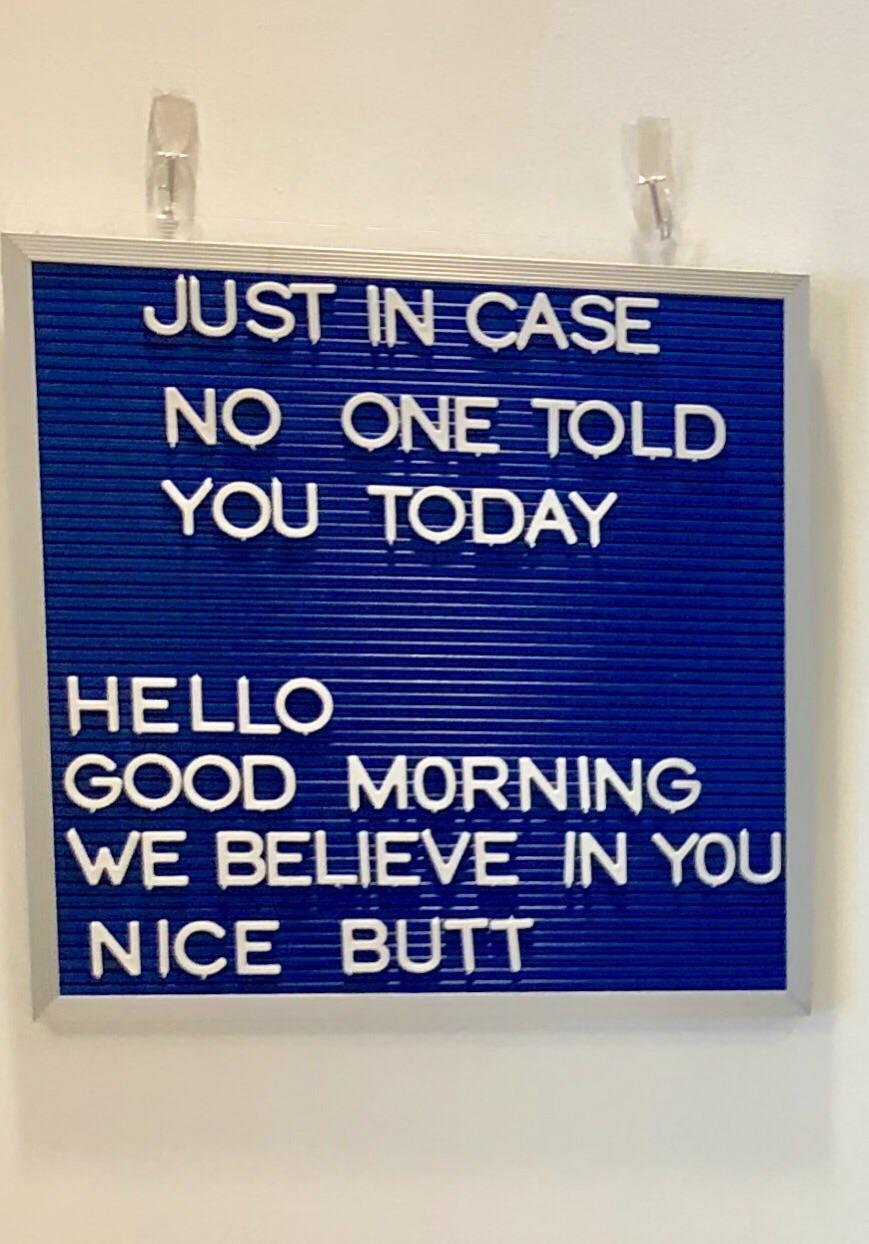 JUST IN CASE
NO ONE TOLD
YOU TODAY
HELLO
GOOD MORNING
WE BELIEVE IN YOU
NICE BUTT